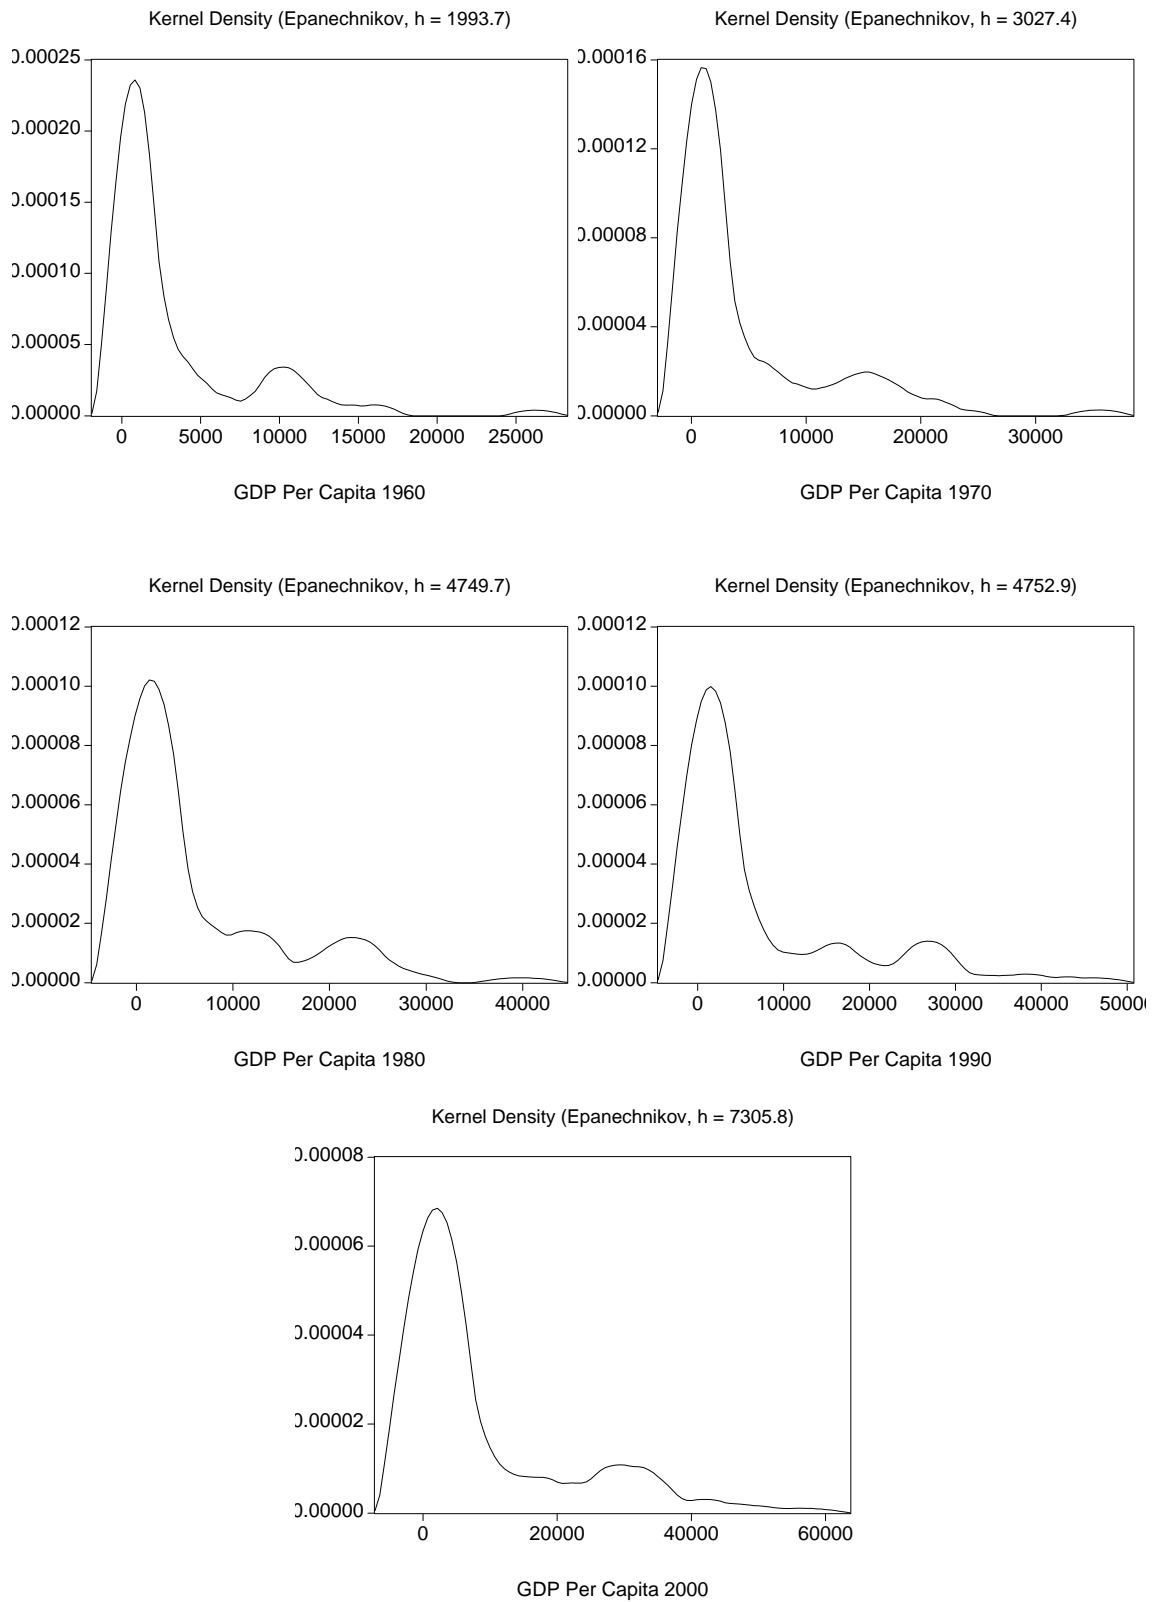 Kernel Density (Epanechnikov, h = 1993.7)
0.00025
0.00020
0.00015
0.00010
0.00005
0.00000
0 5000 10000 15000 20000 25000
GDP Per Capita 1960
Kernel Density (Epanechnikov, h = 3027.4)
0.00016
0.00012
0.00008
0.00004
0.00000
0 10000 20000 30000
GDP Per Capita 1970
Kernel Density (Epanechnikov, h = 4749.7)
0.00012
0.00010
0.00008
0.00006
0.00004
0.00002
0.00000
0 10000 20000 30000 40000
GDP Per Capita 1980
Kernel Density (Epanechnikov, h = 4752.9)
0.00012
0.00010
0.00008
0.00006
0.00004
0.00002
0.00000
0 10000 20000 30000 40000 50000
GDP Per Capita 1990
Kernel Density (Epanechnikov, h = 7305.8)
0.00008
0.00006
0.00004
0.00002
0.00000
0 20000 40000 60000
GDP Per Capita 2000